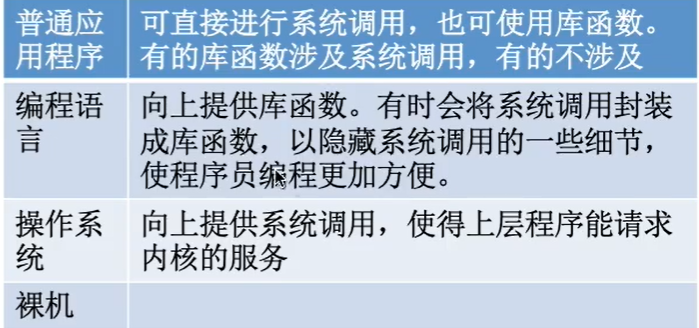 普通应 可直接进行系统调用，也可使用库函数。
用程序 有的库函数涉及系统调用，有的不涉及
编程语 向上提供库函数。有时会将系统调用封装
言 成库函数，以隐藏系统调用的一些细节，
使程序员编程更加方便。
操作系 向上提供系统调用，使得上层程序能请求
统 内核的服务
裸机